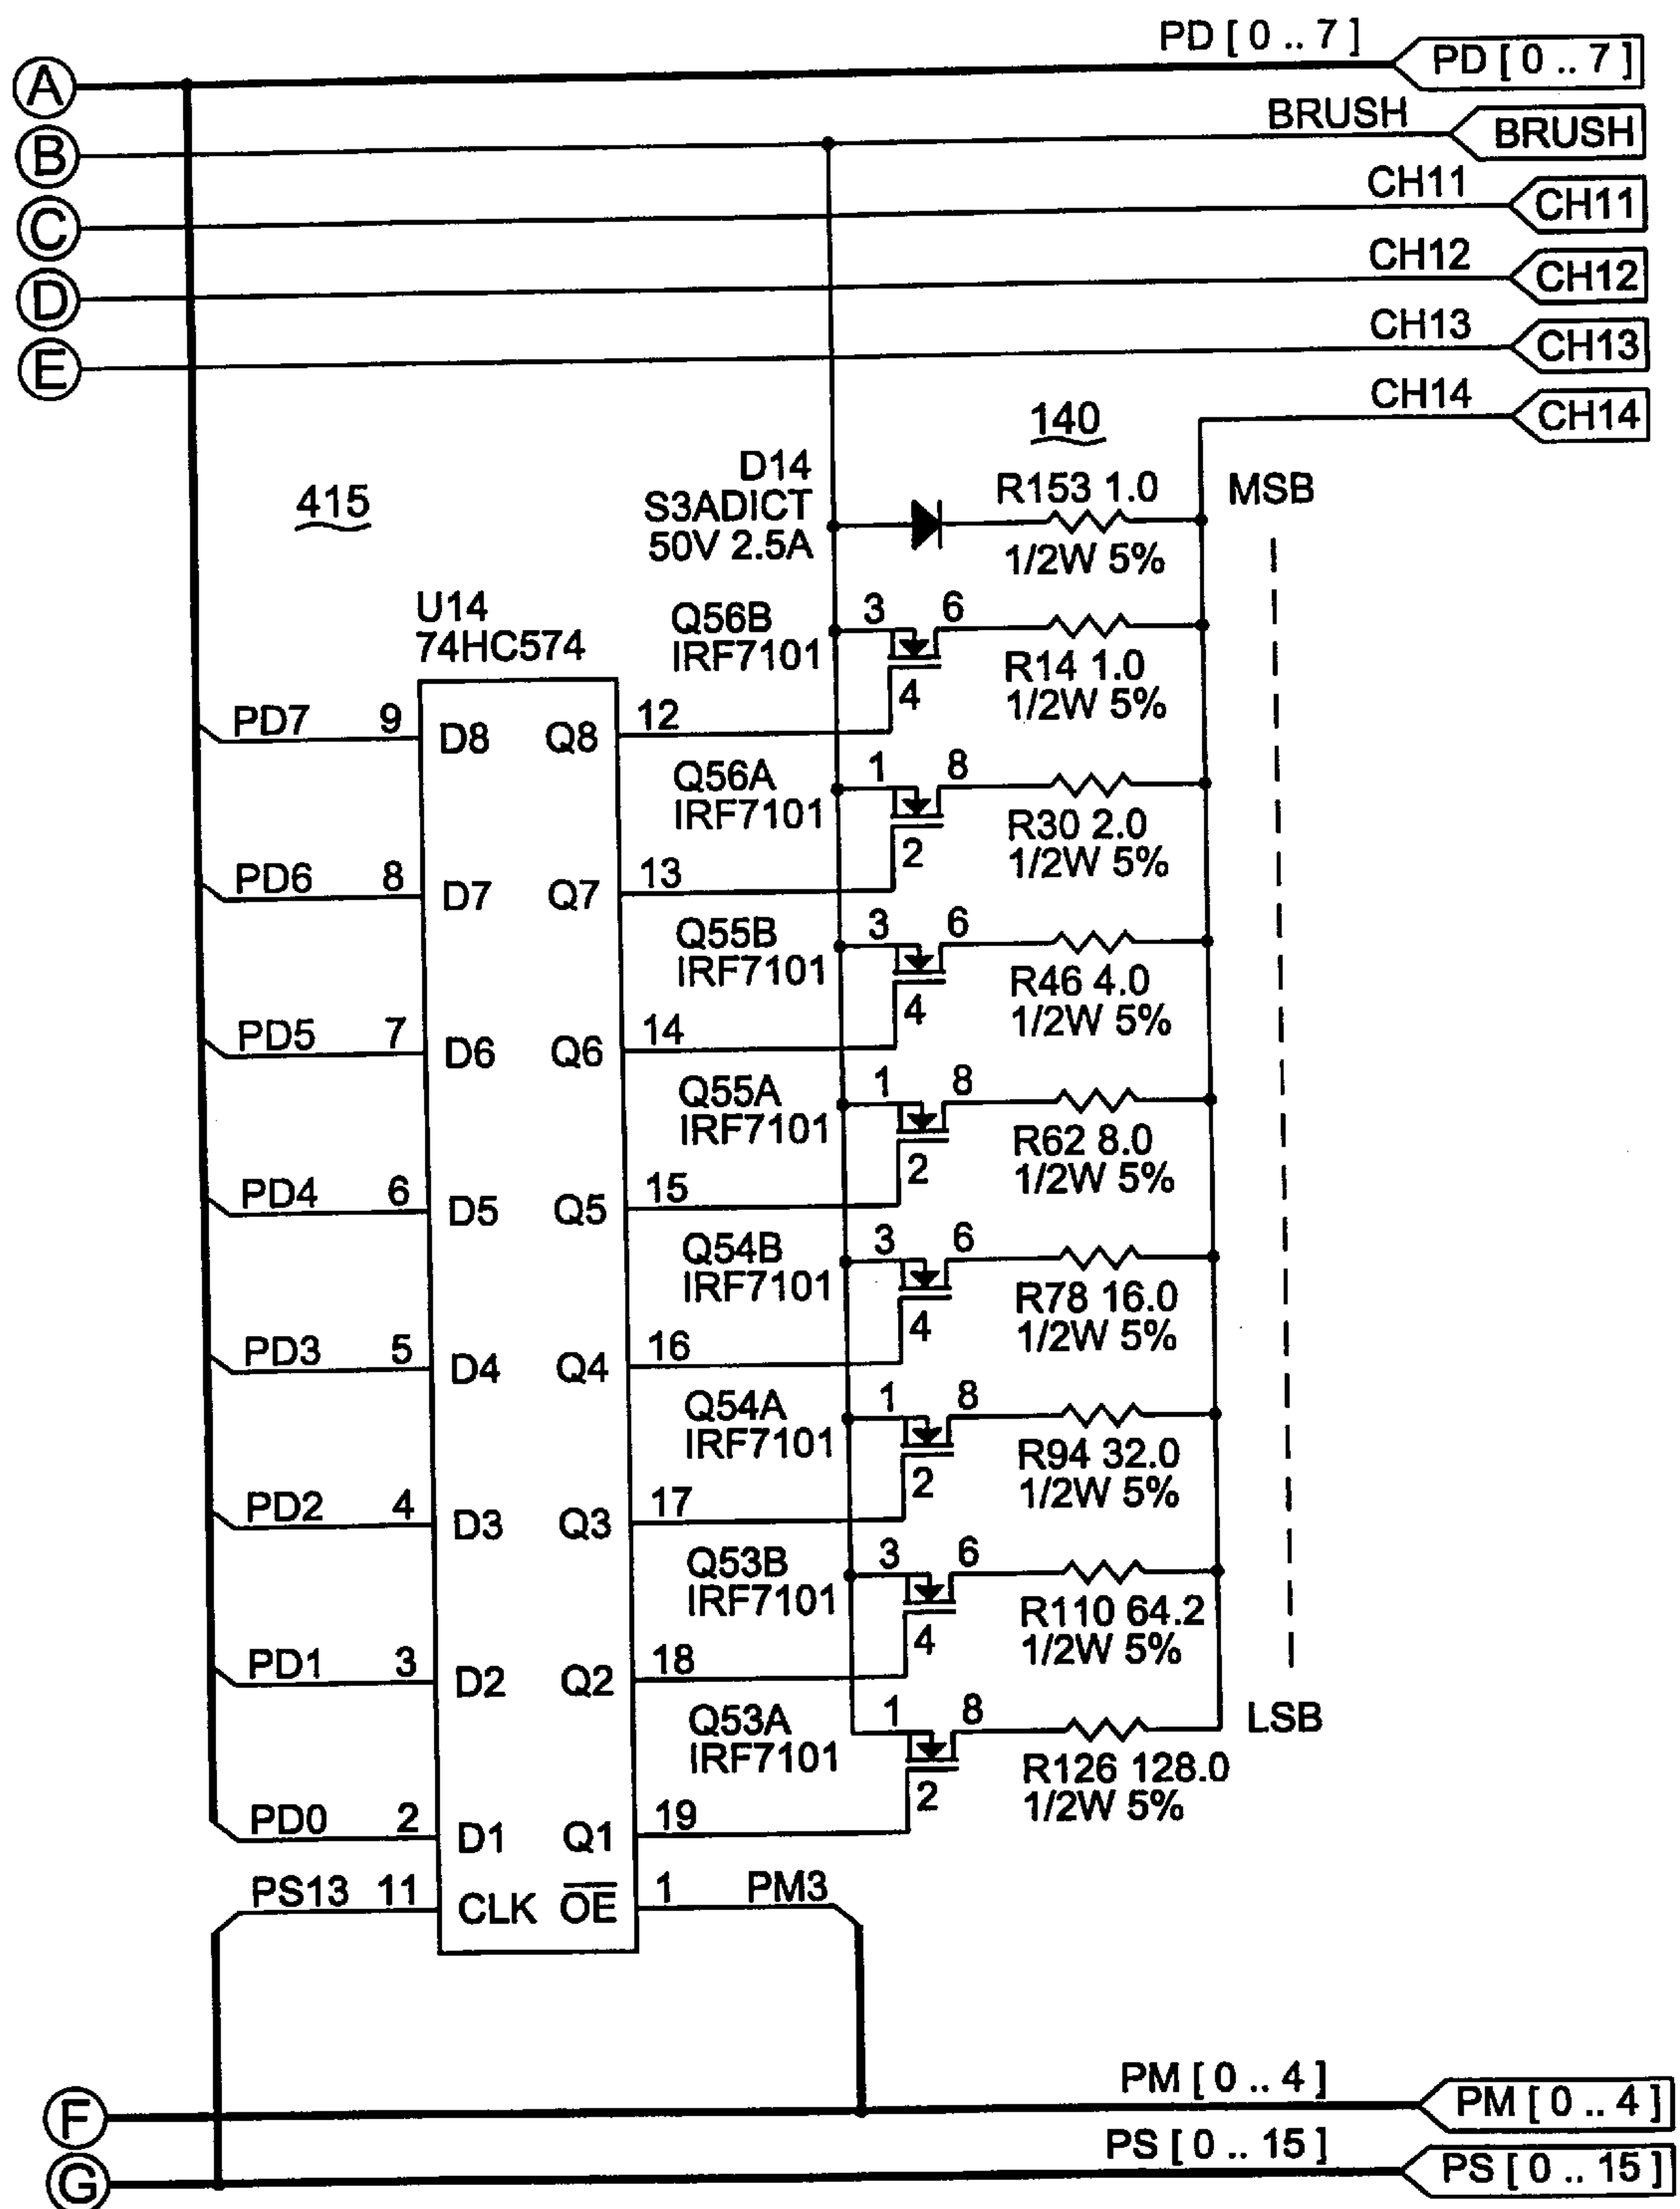 PD [ 0 .. 7 ]
PD [ 0 .. 7 ]
A
BRUSH
BRUSH
B
CH11
CH11
C
CH12
CH12
D
CH13
CH13
E
CH14
CH14
140
415
D14
S3ADICT
50V 2.5A
R153 1.0
1/2W 5%
MSB
U14
74HC574
Q56B
IRF7101
3
6
4
R14 1.0
1/2W 5%
PD7
9
D8
Q8
12
Q56A
IRF7101
1
8
2
R30 2.0
1/2W 5%
PD6
8
D7
Q7
13
Q55B
IRF7101
3
6
4
R46 4.0
1/2W 5%
PD5
7
D6
Q6
14
Q55A
IRF7101
1
8
2
R62 8.0
1/2W 5%
PD4
6
D5
Q5
15
Q54B
IRF7101
3
6
4
R78 16.0
1/2W 5%
PD3
5
D4
Q4
16
Q54A
IRF7101
1
8
2
R94 32.0
1/2W 5%
PD2
4
D3
Q3
17
Q53B
IRF7101
3
6
4
R110 64.2
1/2W 5%
PD1
3
D2
Q2
18
Q53A
IRF7101
1
8
2
LSB
R126 128.0
1/2W 5%
PD0
2
D1
Q1
19
PS13
11
CLK
OE
1
PM3
PM [ 0 .. 4 ]
PM [ 0 .. 4 ]
F
PS [ 0 .. 15 ]
PS [ 0 .. 15 ]
G